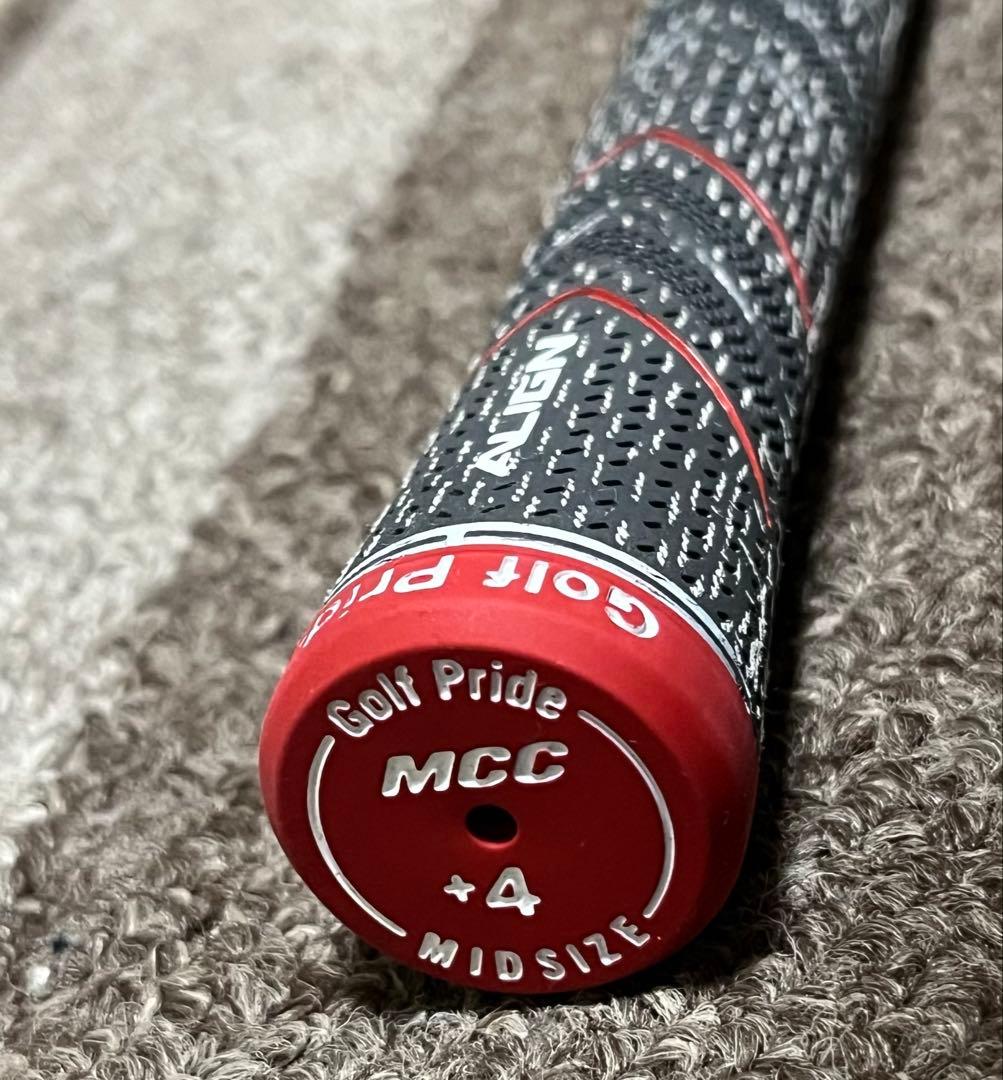 ALIGN
Golf Pride
Golf Pride
MCC
+4
MIDSIZE